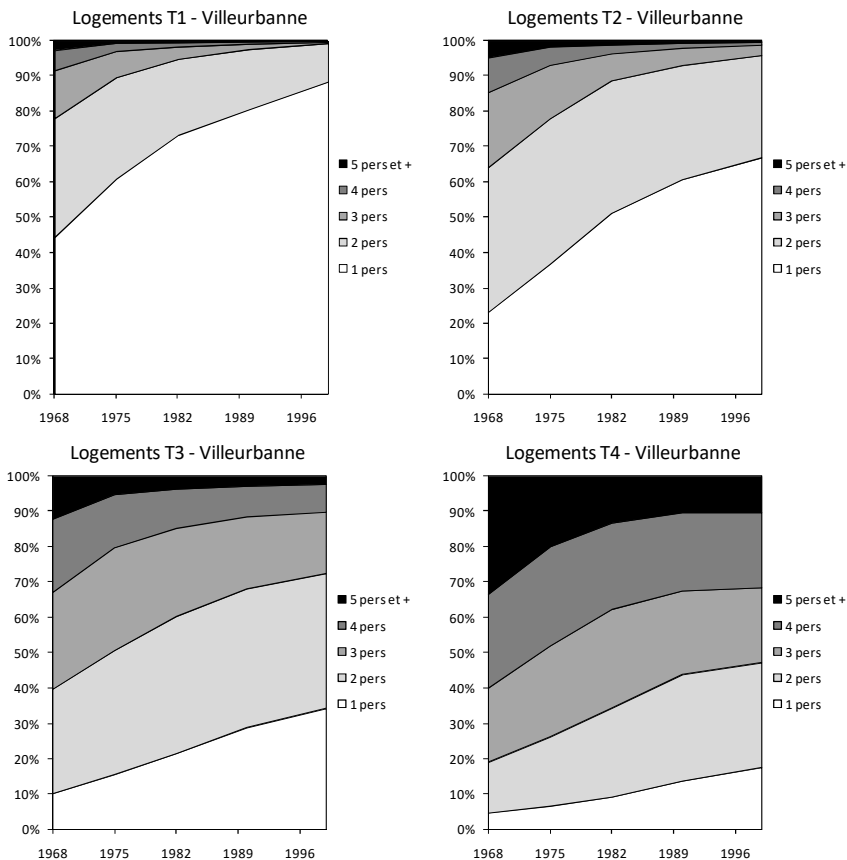 Logements T1 - Villeurbanne
100%
90%
80%
70%
60%
50%
40%
30%
20%
10%
0%
1968 1975 1982 1989 1996
5 pers et +
4 pers
3 pers
2 pers
1 pers
Logements T2 - Villeurbanne
100%
90%
80%
70%
60%
50%
40%
30%
20%
10%
0%
1968 1975 1982 1989 1996
5 pers et +
4 pers
3 pers
2 pers
1 pers
Logements T3 - Villeurbanne
100%
90%
80%
70%
60%
50%
40%
30%
20%
10%
0%
1968 1975 1982 1989 1996
5 pers et +
4 pers
3 pers
2 pers
1 pers
Logements T4 - Villeurbanne
100%
90%
80%
70%
60%
50%
40%
30%
20%
10%
0%
1968 1975 1982 1989 1996
5 pers et +
4 pers
3 pers
2 pers
1 pers